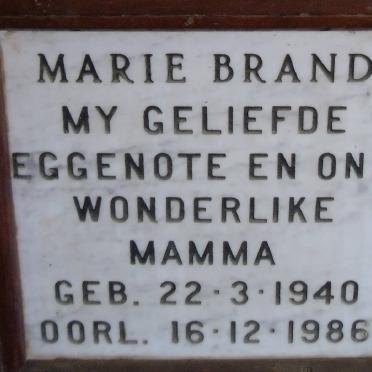 MARIE BRAND
MY GELIEFDE
EGGENOTE EN ON
WONDERLIKE
MAMMA
GEB. 22·3·1940
OORL. 16·12·1986